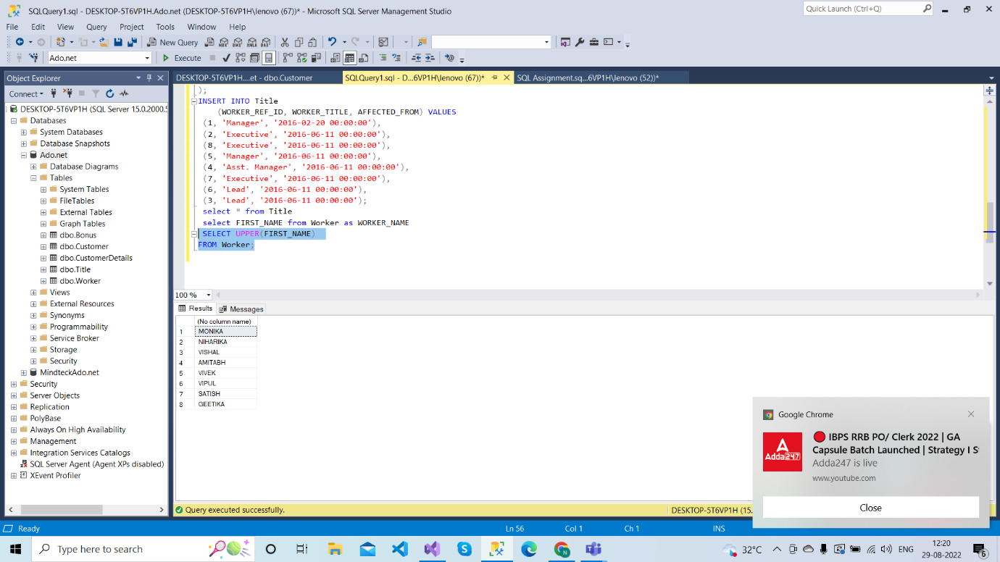 SQLQuery1.sql - DESKTOP-5T6VP1H.Ado.net (DESKTOP-5T6VP1H\lenovo (67))* - Microsoft SQL Server Management Studio
Quick Launch (Ctrl+Q)
File Edit View Query Project Tools Window Help
New Query
Ado.net
Execute
Object Explorer
DESKTOP-5T6VP1H....et - dbo.Customer
SQLQuery1.sql - D...6VP1H\lenovo (67))*
SQL Assignment.sq...6VP1H\lenovo (52))*
Connect
DESKTOP-5T6VP1H (SQL Server 15.0.2000.5
Databases
System Databases
Database Snapshots
Ado.net
Database Diagrams
Tables
System Tables
FileTables
External Tables
Graph Tables
dbo.Bonus
dbo.Customer
dbo.CustomerDetails
dbo.Title
dbo.Worker
Views
External Resources
Synonyms
Programmability
Service Broker
Storage
Security
MindteckAdo.net
Security
Server Objects
Replication
PolyBase
Always On High Availability
Management
Integration Services Catalogs
SQL Server Agent (Agent XPs disabled)
XEvent Profiler
);
INSERT INTO Title
(WORKER_REF_ID, WORKER_TITLE, AFFECTED_FROM) VALUES
(1, 'Manager', '2016-02-20 00:00:00'),
(2, 'Executive', '2016-06-11 00:00:00'),
(8, 'Executive', '2016-06-11 00:00:00'),
(5, 'Manager', '2016-06-11 00:00:00'),
(4, 'Asst. Manager', '2016-06-11 00:00:00'),
(7, 'Executive', '2016-06-11 00:00:00'),
(6, 'Lead', '2016-06-11 00:00:00'),
(3, 'Lead', '2016-06-11 00:00:00');
select * from Title
select FIRST_NAME from Worker as WORKER_NAME
SELECT UPPER(FIRST_NAME)
FROM Worker;
100 %
Results Messages
(No column name)
1 MONIKA
2 NIHARIKA
3 VISHAL
4 AMITABH
5 VIVEK
6 VIPUL
7 SATISH
8 GEETIKA
Google Chrome
Adda247
IBPS RRB PO/ Clerk 2022 | GA
Capsule Batch Launched | Strategy I
Adda247 is live
www.youtube.com
Close
Query executed successfully.
DESKTOP-5T6VP1H (15.
Ready
Ln 56 Col 1 Ch 1 INS
Type here to search
32°C
ENG
12:20
29-08-2022
6